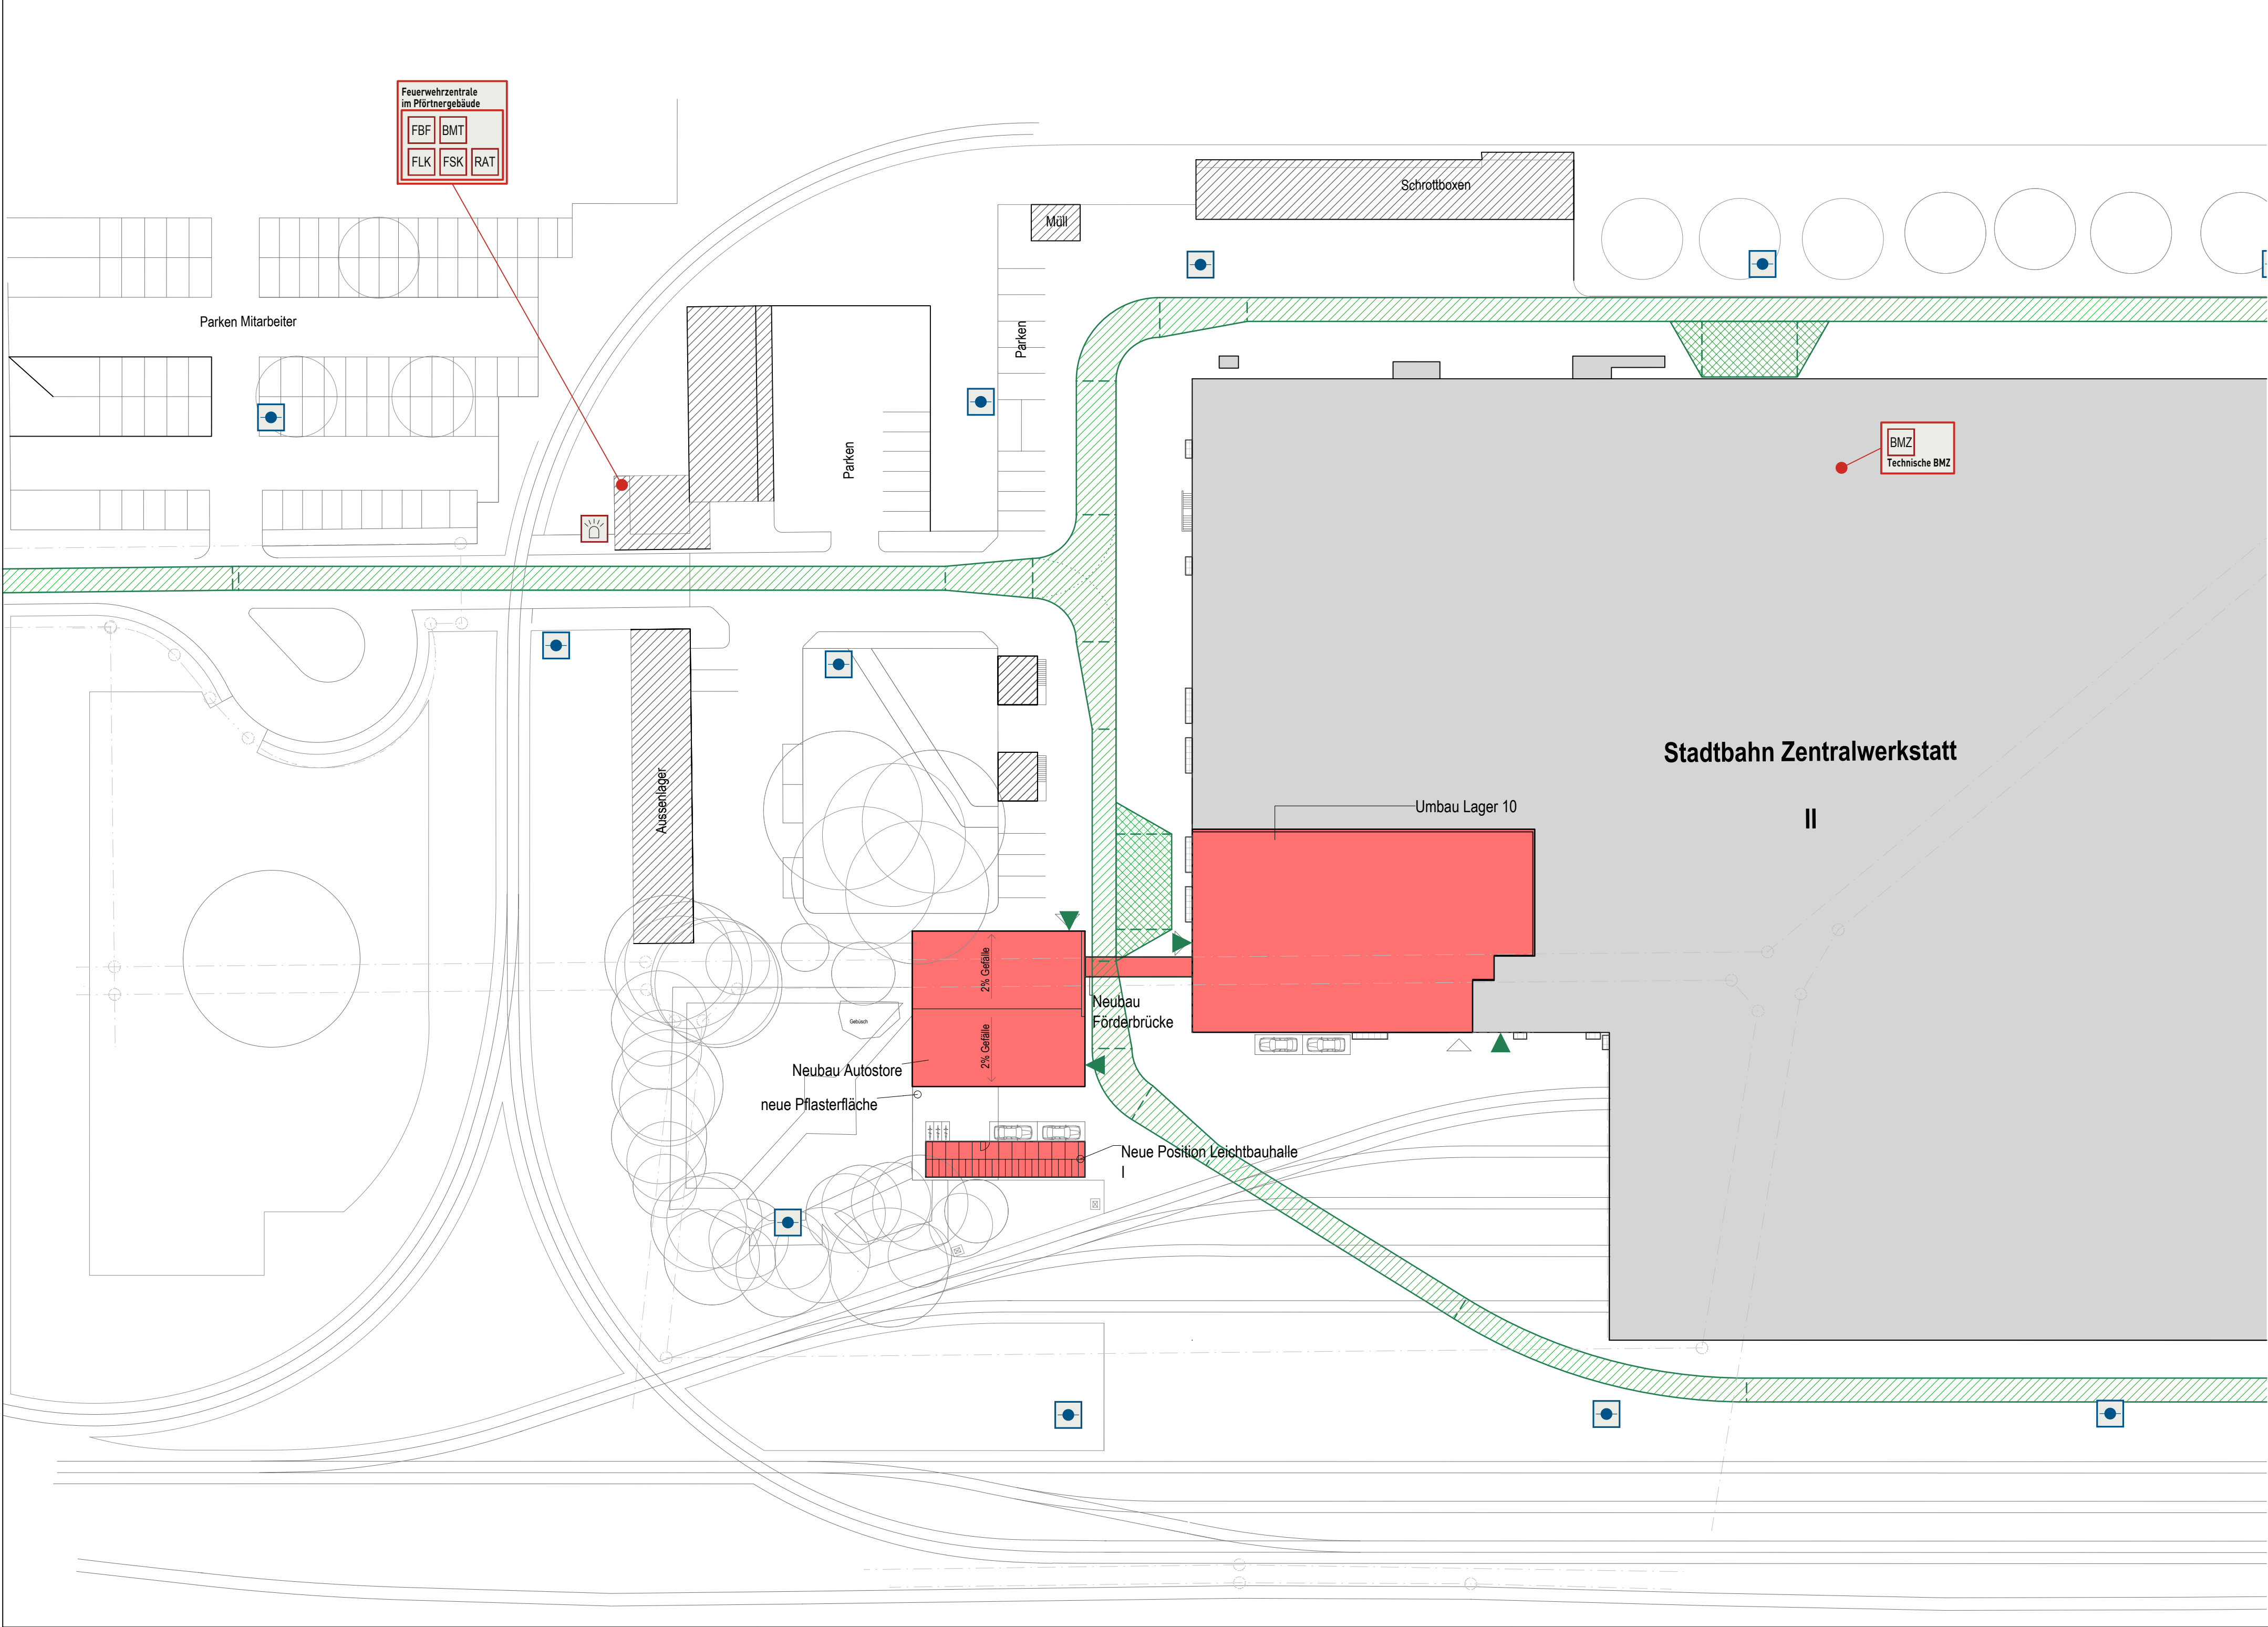 Feuerwehrzentrale
im Pförtnergebäude
FBF BMT
FLK FSK RAT
Schrottboxen
Müll
Parken Mitarbeiter
Parken
Parken
BMZ
Technische BMZ
Stadtbahn Zentralwerkstatt
II
Aussenlager
Umbau Lager 10
2% Gefälle
2% Gefälle
Neubau
Förderbrücke
Gebüsch
Neubau Autostore
neue Pflasterfläche
Neue Position Leichtbauhalle
I